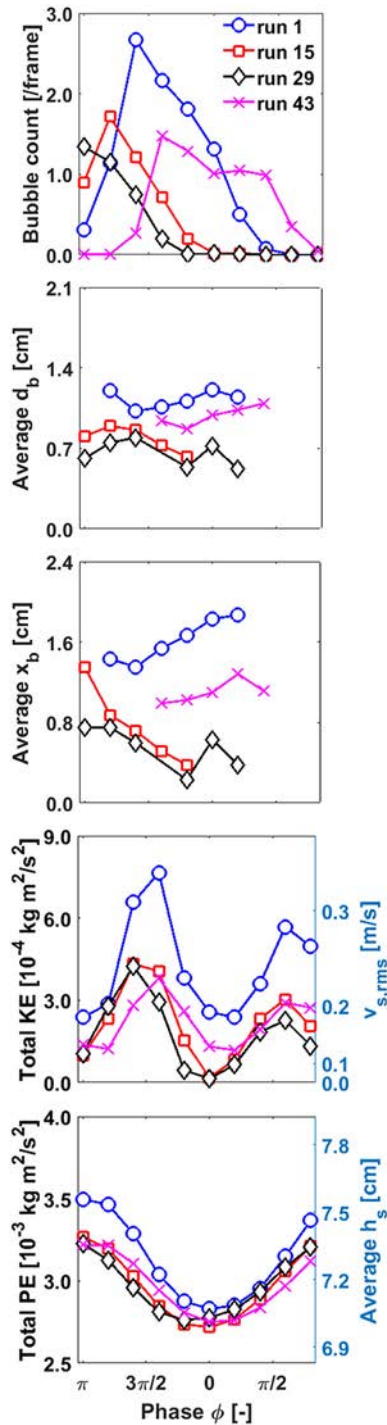 Bubble count [/frame]
3.0
2.0
1.0
0.0
run 1
run 15
run 29
run 43
Average d_b [cm]
2.1
1.4
0.7
0.0
Average x_b [cm]
2.4
1.6
0.8
0.0
Total KE [10⁻⁴ kg m²/s²]
9.0
6.0
3.0
0.0
0.3
0.2
0.1
0.0
v_s,rms [m/s]
Total PE [10⁻³ kg m²/s²]
4.0
3.5
3.0
2.5
7.8
7.5
7.2
6.9
Average h_s [cm]
π 3π/2 0 π/2
Phase ϕ [-]